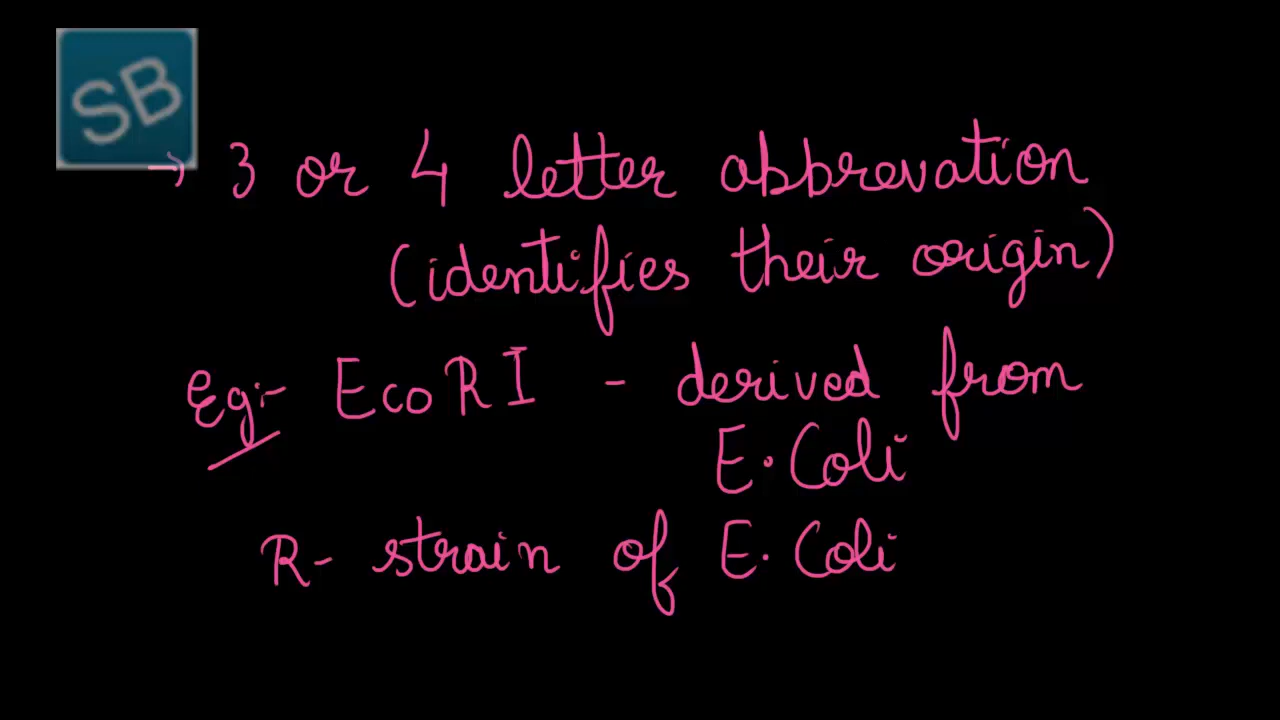 SB
→ 3 or 4 letter abbrevation
(identifies their origin)
Eg:- EcoRI - derived from
E. Coli
R- strain of E. Coli